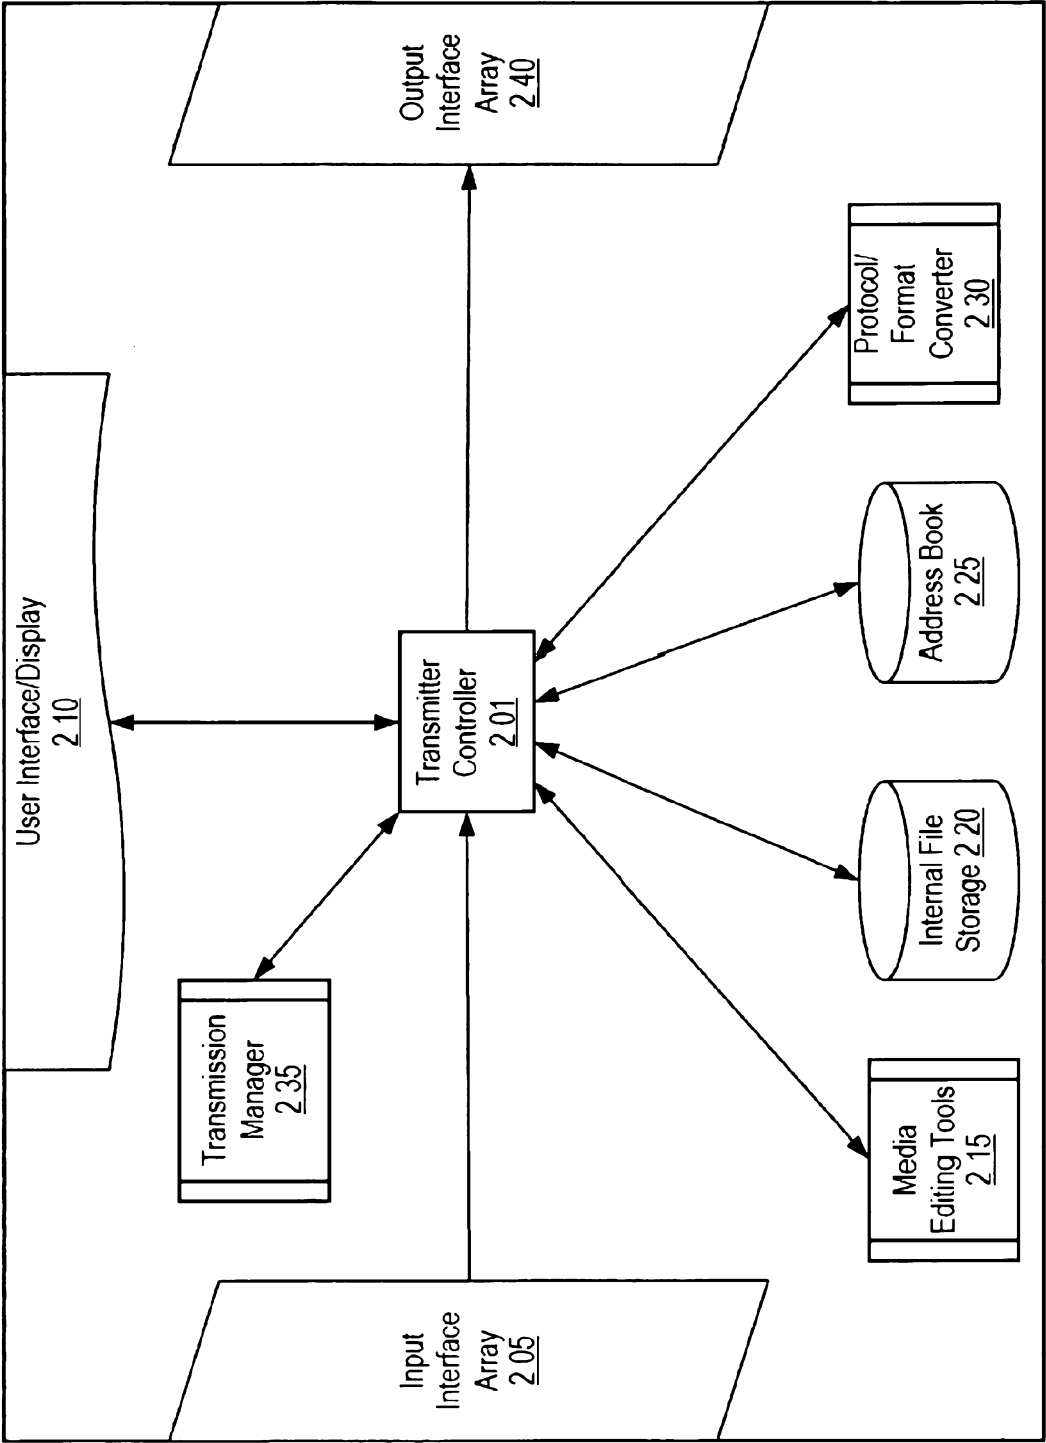 User Interface/Display
210
Transmission
Manager
235
Input
Interface
Array
205
Transmitter
Controller
201
Output
Interface
Array
240
Media
Editing Tools
215
Internal File
Storage 220
Address Book
225
Protocol/
Format
Converter
230